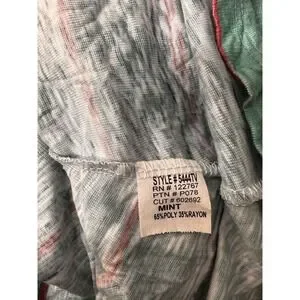 STYLE # 5444TV
RN # 122767
PTN # P078
CUT # 602692
MINT
65%POLY 35%RAYON